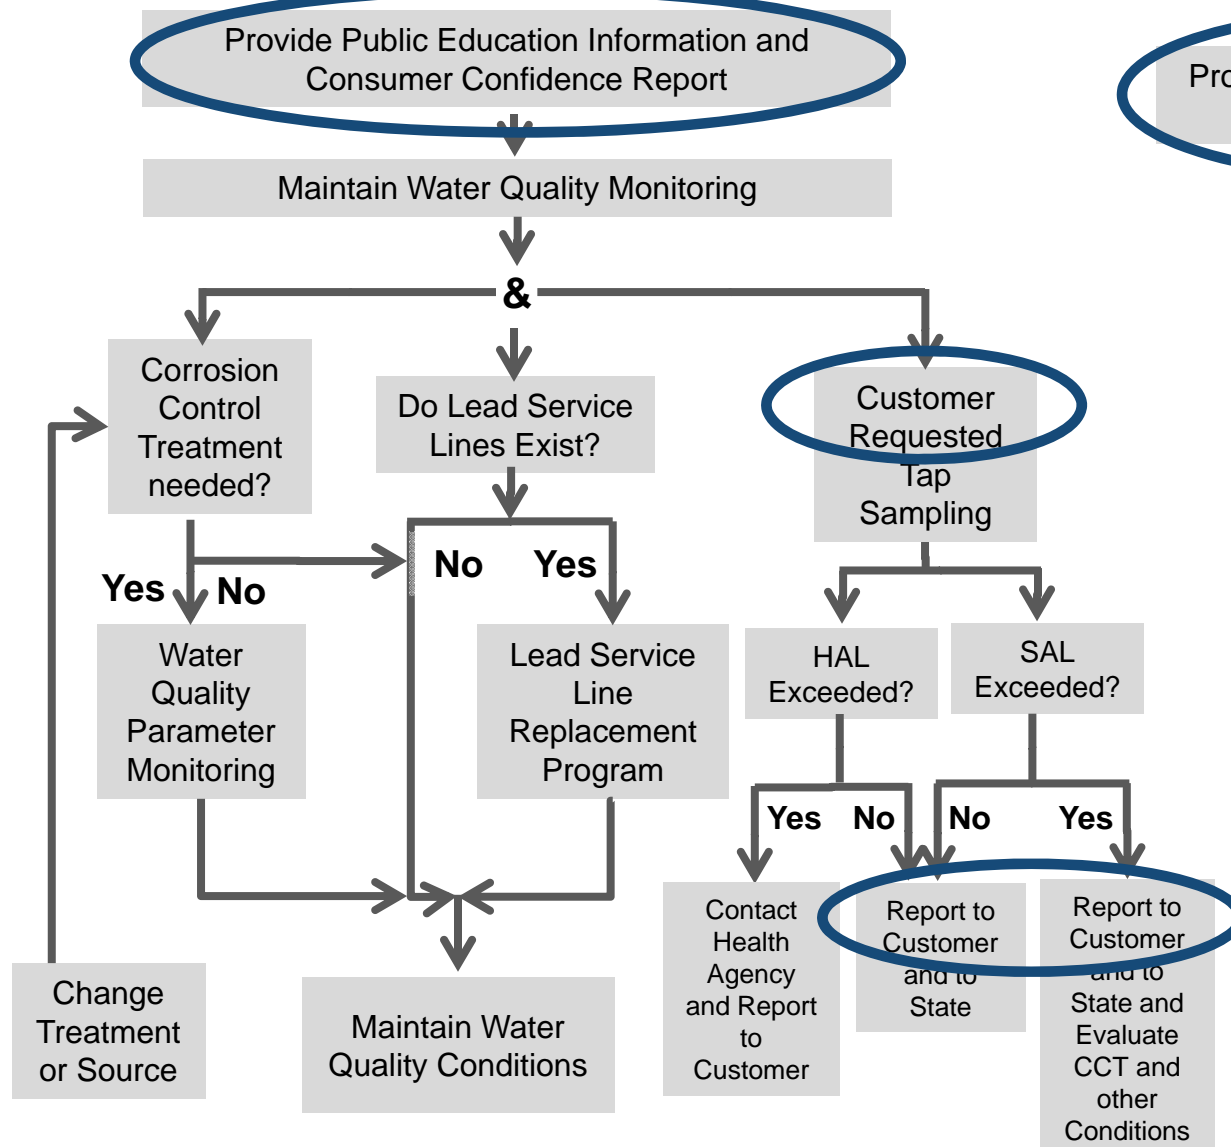 Provide Public Education Information and
Consumer Confidence Report
Pro
Maintain Water Quality Monitoring
&
Corrosion
Control
Treatment
needed?
Do Lead Service
Lines Exist?
Customer
Requested
Tap
Sampling
Yes
No
No
Yes
Water
Quality
Parameter
Monitoring
Lead Service
Line
Replacement
Program
HAL
Exceeded?
SAL
Exceeded?
Yes
No
No
Yes
Contact
Health
Agency
and Report
to
Customer
Report to
Customer
and to
State
Report to
Customer
and to
State and
Evaluate
CCT and
other
Conditions
Change
Treatment
or Source
Maintain Water
Quality Conditions